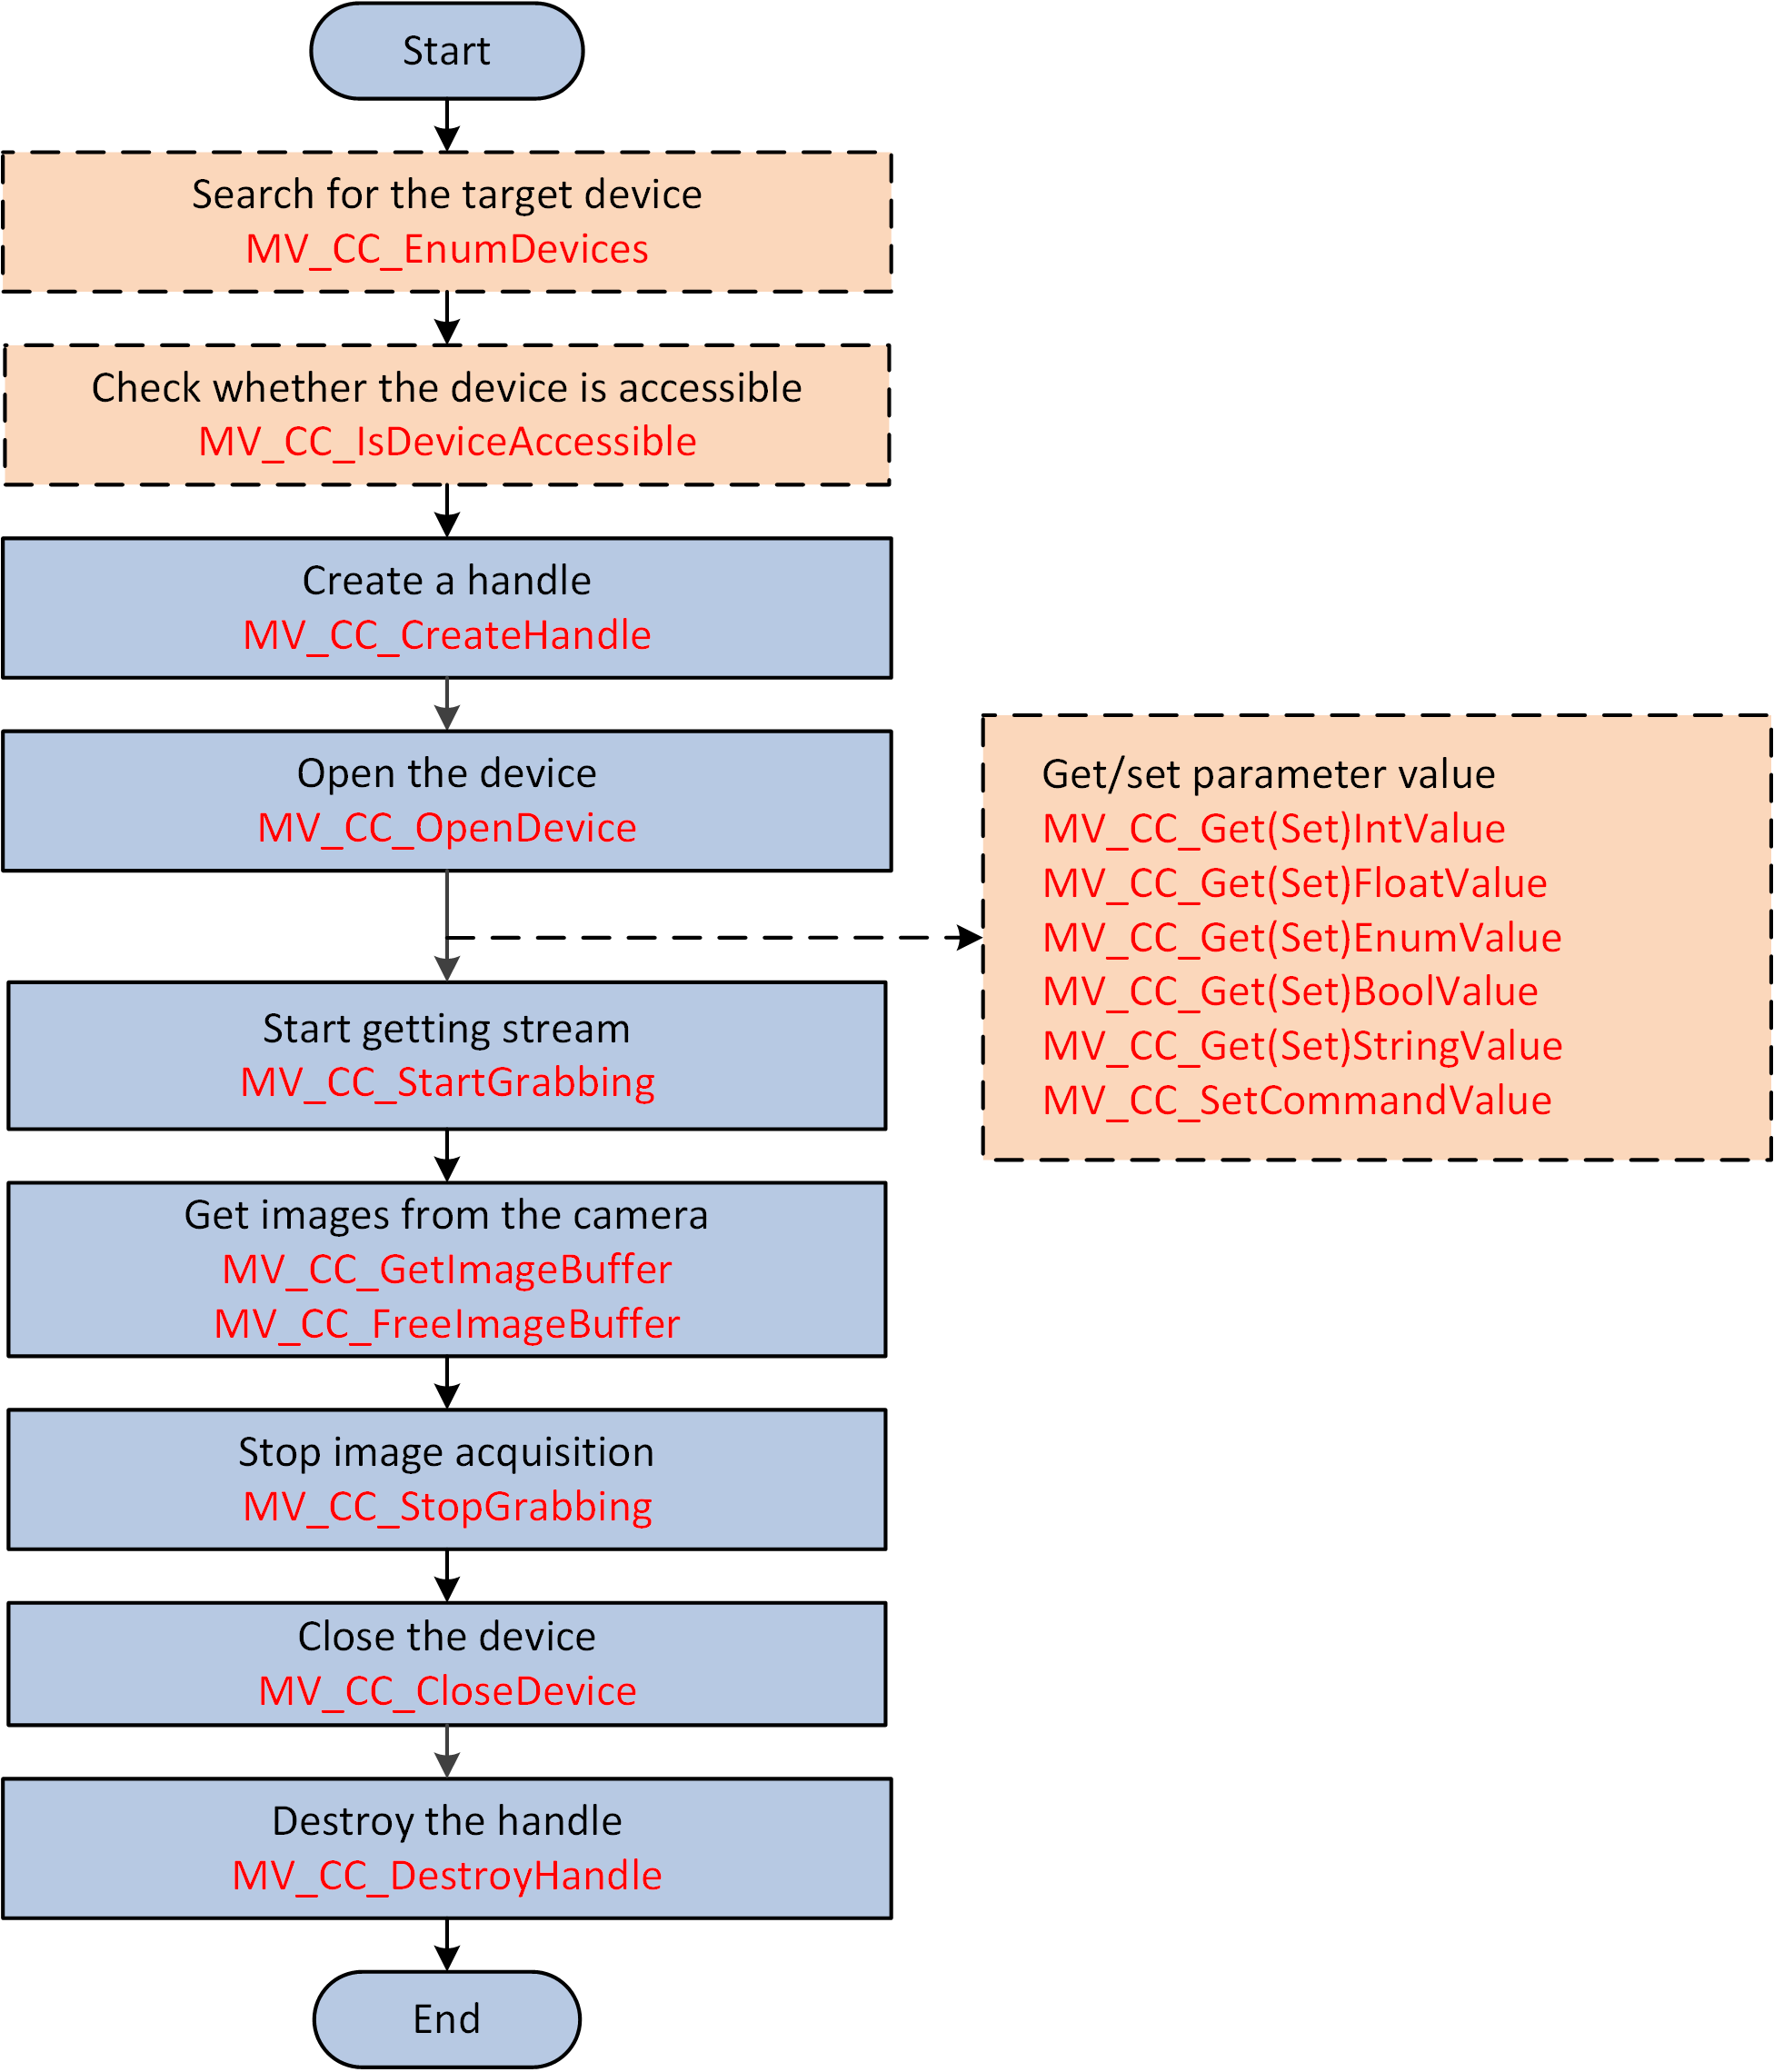 Start
Search for the target device
MV_CC_EnumDevices
Check whether the device is accessible
MV_CC_IsDeviceAccessible
Create a handle
MV_CC_CreateHandle
Open the device
MV_CC_OpenDevice
Get/set parameter value
MV_CC_Get(Set)IntValue
MV_CC_Get(Set)FloatValue
MV_CC_Get(Set)EnumValue
MV_CC_Get(Set)BoolValue
MV_CC_Get(Set)StringValue
MV_CC_SetCommandValue
Start getting stream
MV_CC_StartGrabbing
Get images from the camera
MV_CC_GetImageBuffer
MV_CC_FreeImageBuffer
Stop image acquisition
MV_CC_StopGrabbing
Close the device
MV_CC_CloseDevice
Destroy the handle
MV_CC_DestroyHandle
End